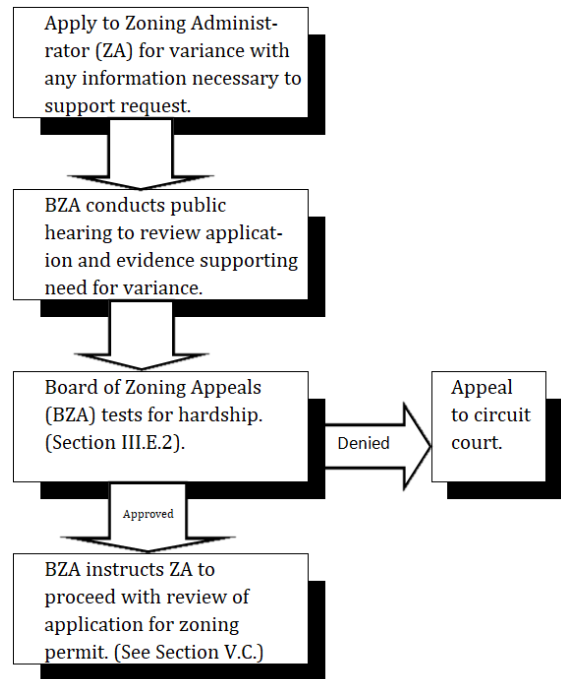 Apply to Zoning Administ-
rator (ZA) for variance with
any information necessary to
support request.
BZA conducts public
hearing to review applicat-
ion and evidence supporting
need for variance.
Board of Zoning Appeals
(BZA) tests for hardship.
(Section III.E.2).
Denied
Appeal
to circuit
court.
Approved
BZA instructs ZA to
proceed with review of
application for zoning
permit. (See Section V.C.)